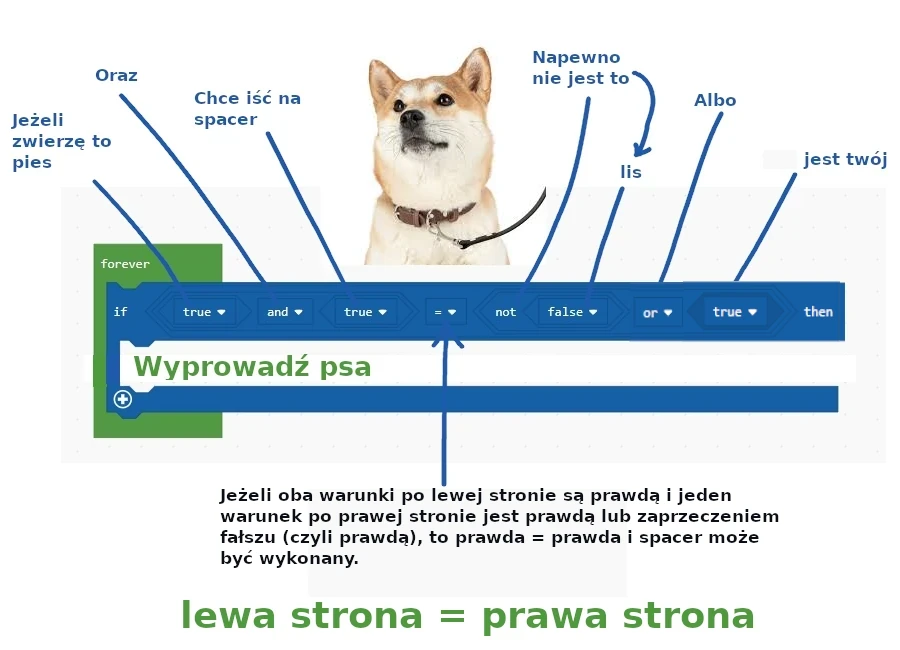 Oraz
Jeżeli
zwierzę to
pies
Chce iść na
spacer
Napewno
nie jest to
lis
Albo
jest twój
forever
if true and true = not false or true then
Wyprowadź psa
Jeżeli oba warunki po lewej stronie są prawdą i jeden
warunek po prawej stronie jest prawdą lub zaprzeczeniem
fałszu (czyli prawdą), to prawda = prawda i spacer może
być wykonany.
lewa strona = prawa strona